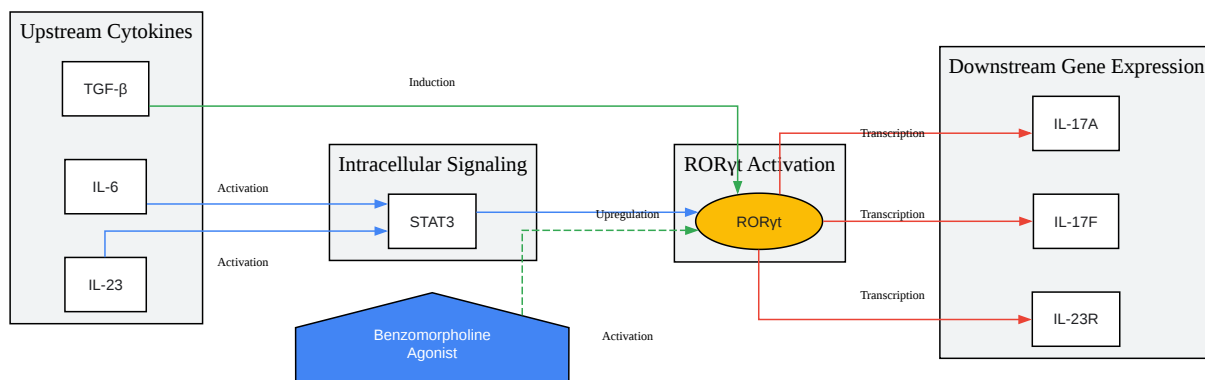 Upstream Cytokines
TGF-β
IL-6
IL-23
Induction
Activation
Activation
Intracellular Signaling
STAT3
Upregulation
Benzomorpholine
Agonist
Activation
RORγt Activation
RORγt
Transcription
Transcription
Transcription
Downstream Gene Expression
IL-17A
IL-17F
IL-23R